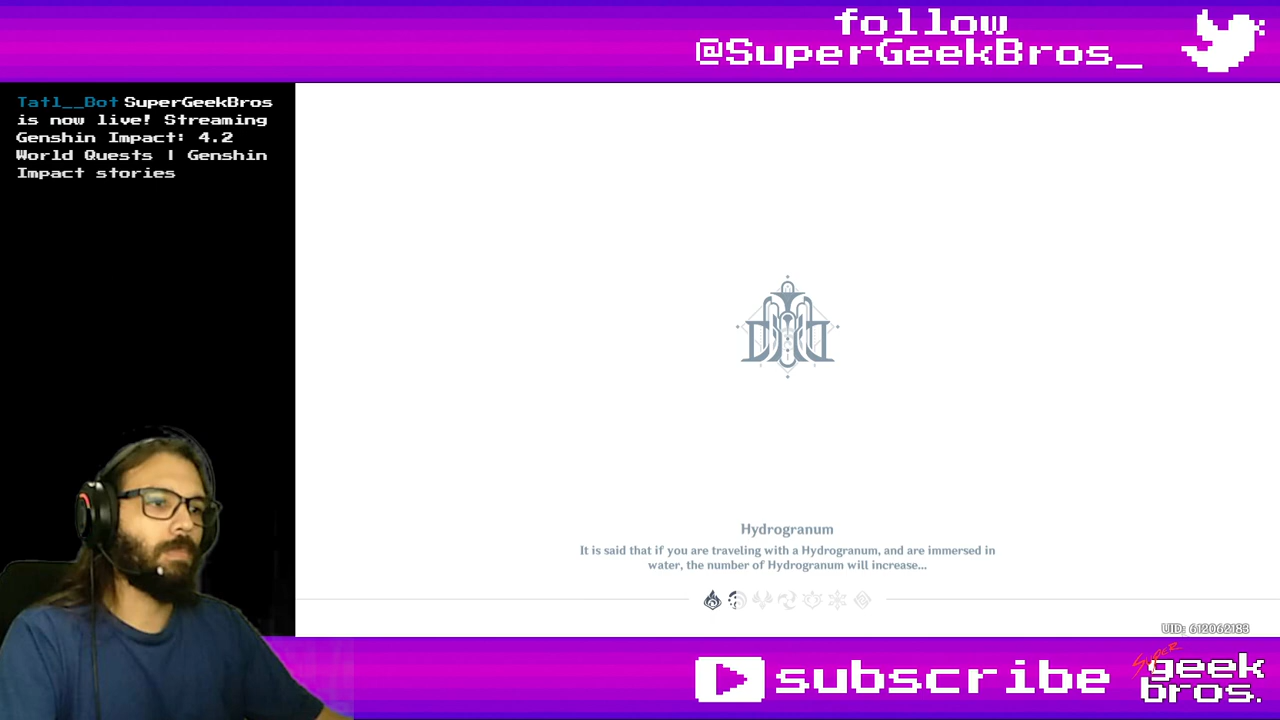 follow
@SuperGeekBros_
Tatl__Bot SuperGeekBros
is now live! Streaming
Genshin Impact: 4.2
World Quests | Genshin
Impact stories
Hydrogranum
It is said that if you are traveling with a Hydrogranum, and are immersed in
water, the number of Hydrogranum will increase...
UID: 612062183
subscribe
SUPER
geek
bros.